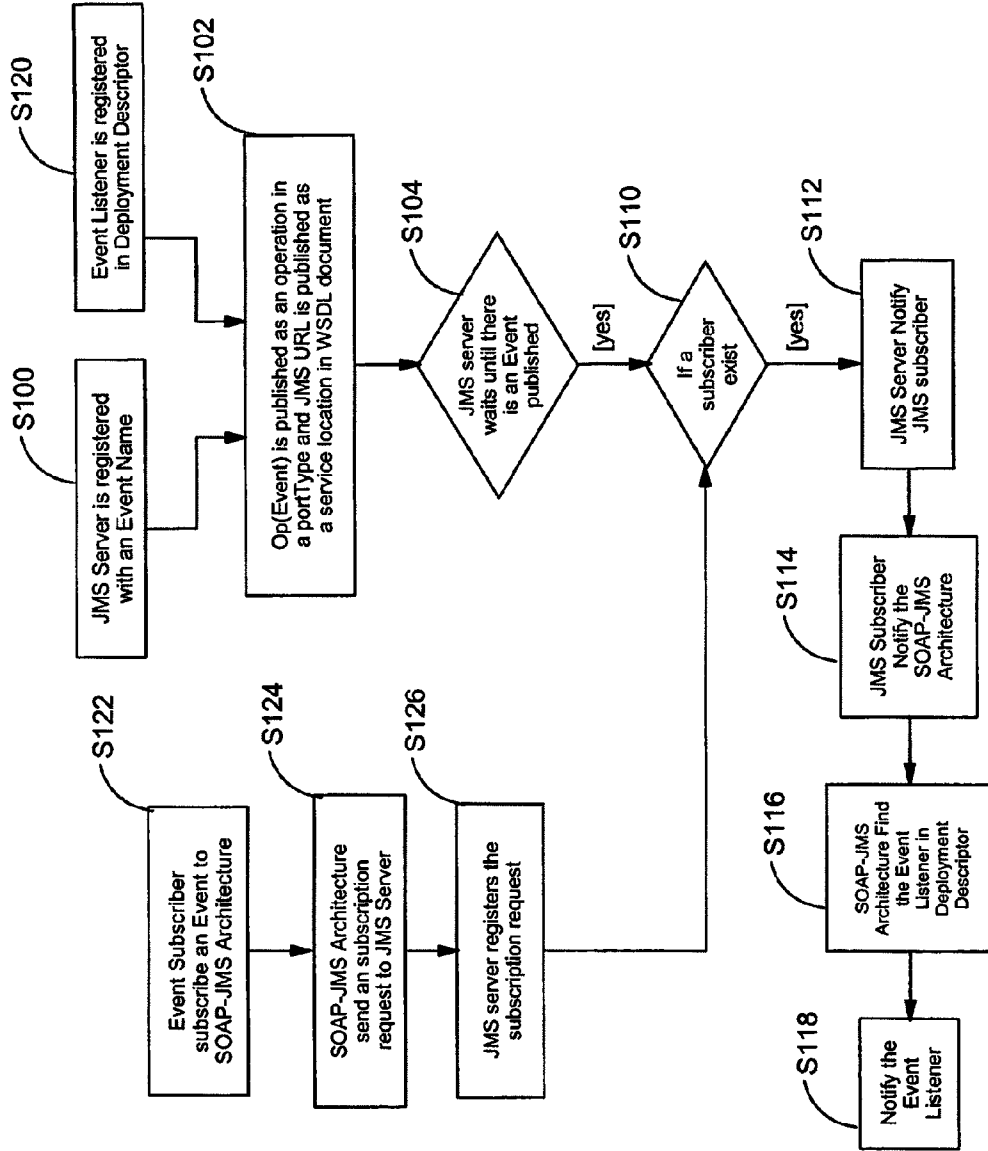 S120
Event Listener is registered
in Deployment Descriptor
S100
JMS Server is registered
with an Event Name
S102
Op(Event) is published as an operation in
a portType and JMS URL is published as
a service location in WSDL document
S104
JMS server
waits until there
is an Event
published
[yes]
S110
If a
subscriber
exist
[yes]
S122
Event Subscriber
subscribe an Event to
SOAP-JMS Architecture
S124
SOAP-JMS Architecture
send an subscription
request to JMS Server
S126
JMS server registers the
subscription request
S112
JMS Server Notify
JMS subscriber
S114
JMS Subscriber
Notify the
SOAP-JMS
Architecture
S116
SOAP-JMS
Architecture Find
the Event
Listener in
Deployment
Descriptor
S118
Notify the
Event
Listener